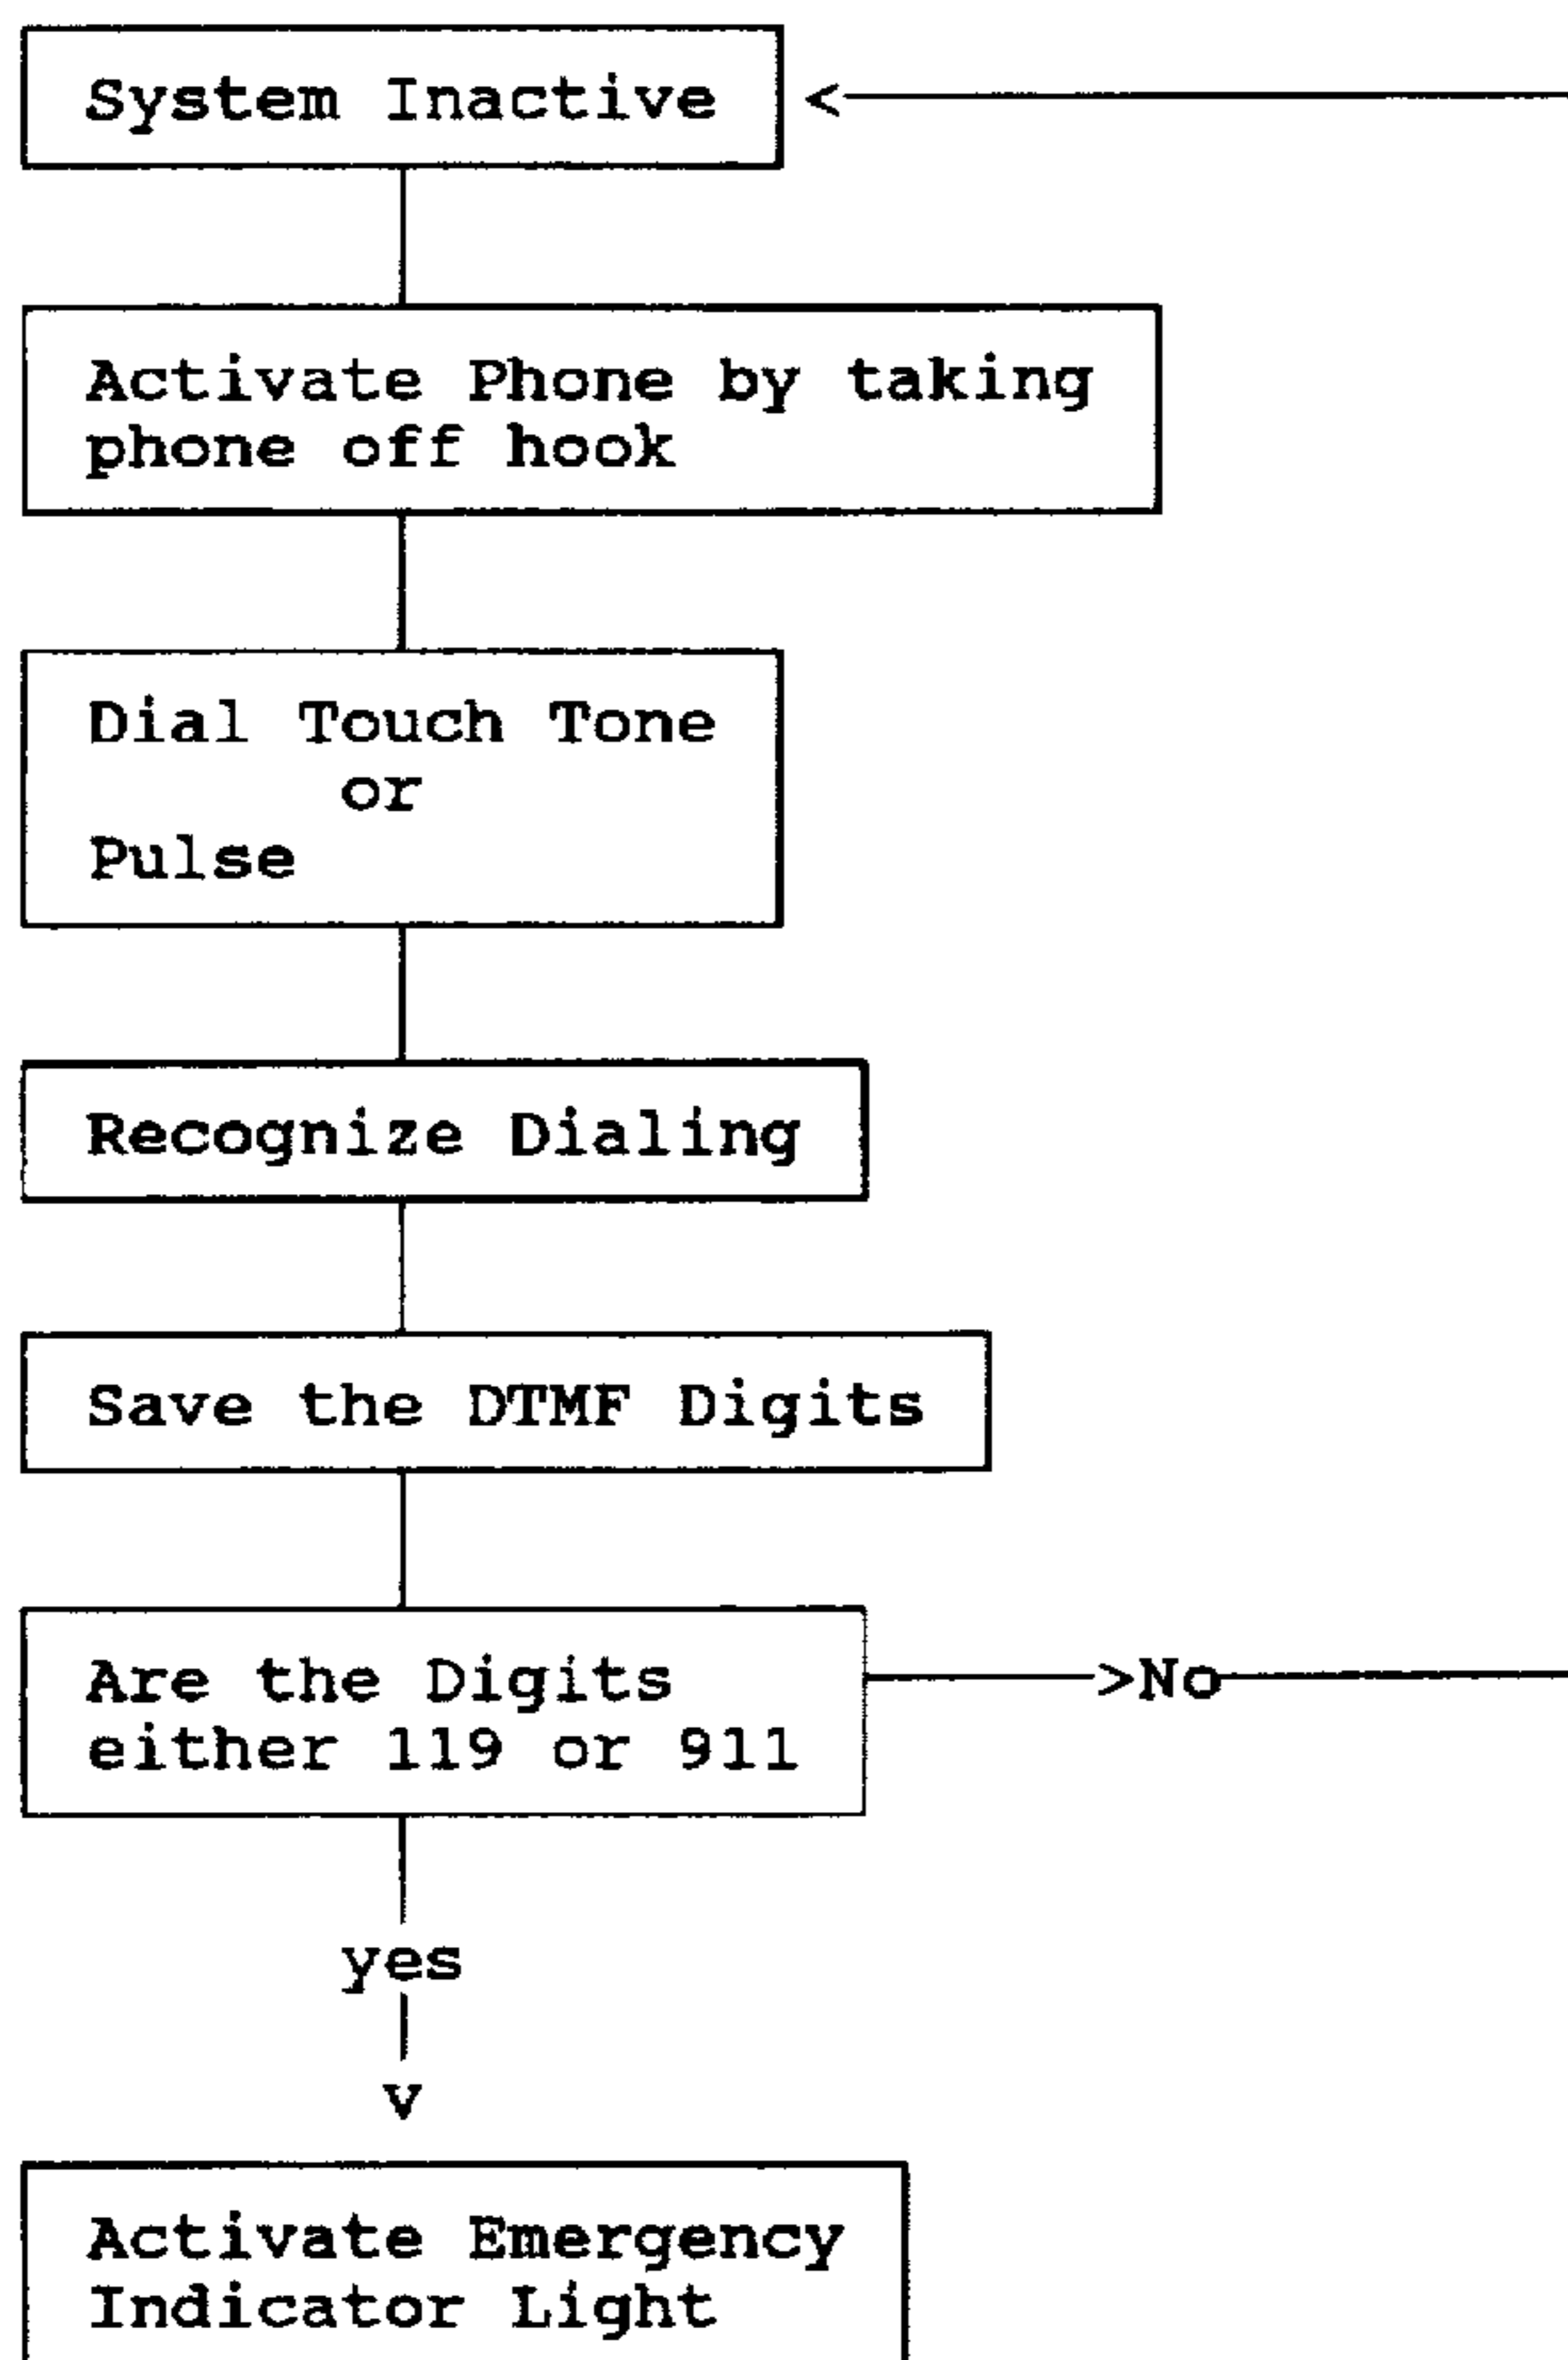 System Inactive
Activate Phone by taking
phone off hook
Dial Touch Tone
or
Pulse
Recognize Dialing
Save the DTMF Digits
Are the Digits
either 119 or 911
>No
yes
v
Activate Emergency
Indicator Light